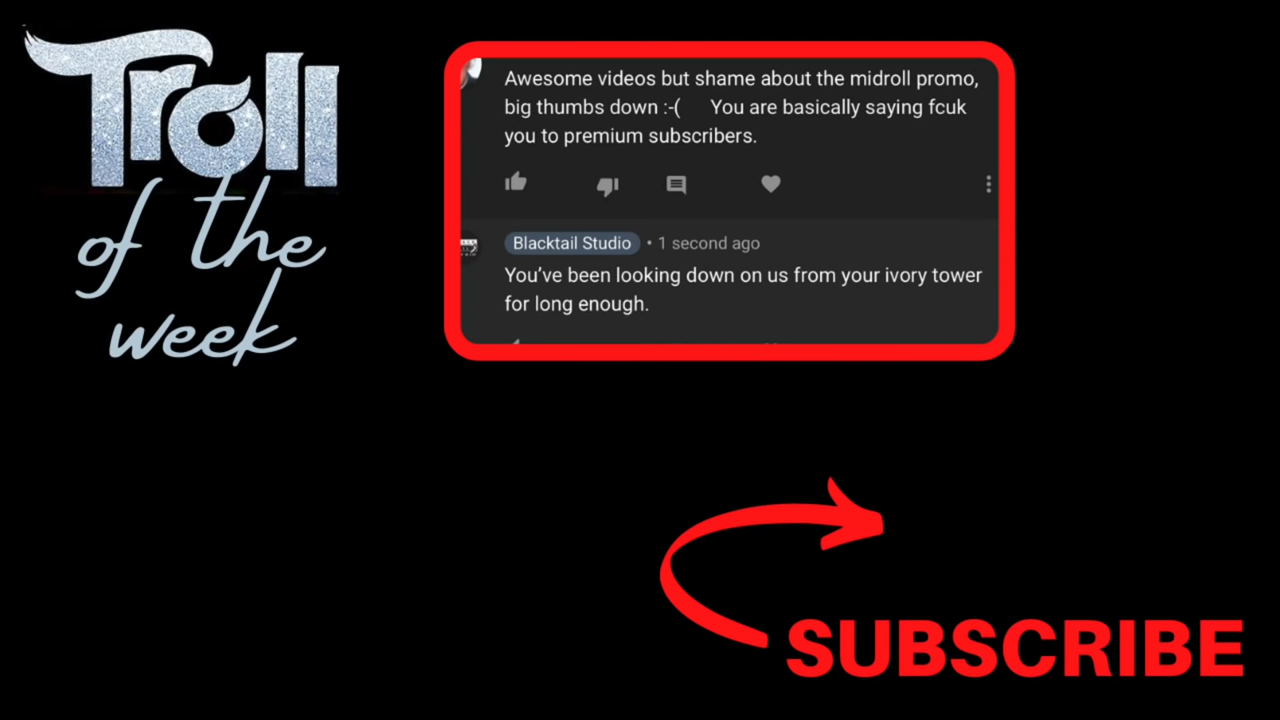 Troll
of the
week
Awesome videos but shame about the midroll promo,
big thumbs down :-( You are basically saying fcuk
you to premium subscribers.
Blacktail Studio • 1 second ago
You’ve been looking down on us from your ivory tower
for long enough.
SUBSCRIBE